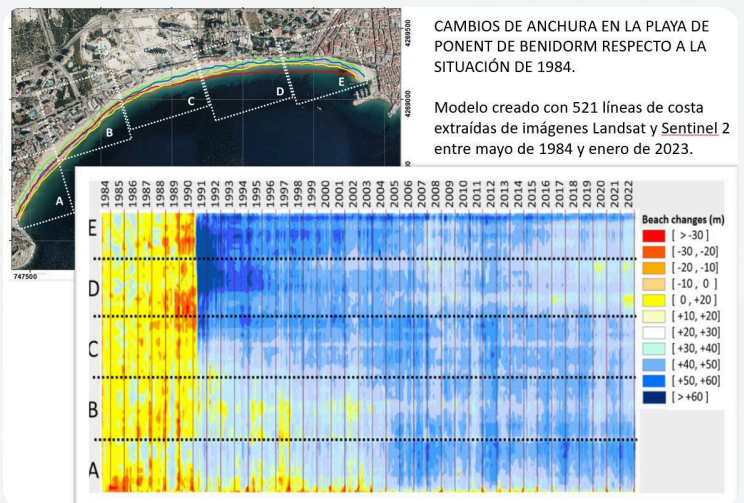 CAMBIOS DE ANCHURA EN LA PLAYA DE
PONENT DE BENIDORM RESPECTO A LA
SITUACIÓN DE 1984.
Modelo creado con 521 líneas de costa
extraídas de imágenes Landsat y Sentinel 2
entre mayo de 1984 y enero de 2023.
4269500
4269000
A
B
C
D
E
747500
1984 1985 1986 1987 1988 1989 1990 1991 1992 1993 1994 1995 1996 1997 1998 1999 2000 2001 2002 2003 2004 2005 2006 2007 2008 2009 2010 2011 2012 2013 2014 2015 2016 2017 2018 2019 2020 2021 2022
E
D
C
B
A
Beach changes (m)
[ > -30 ]
[ -30 , -20]
[ -20 , -10]
[ -10 , 0 ]
[ 0 , +20]
[ +10, +20]
[ +20, +30]
[ +30, +40]
[ +40, +50]
[ +50, +60]
[ > +60 ]